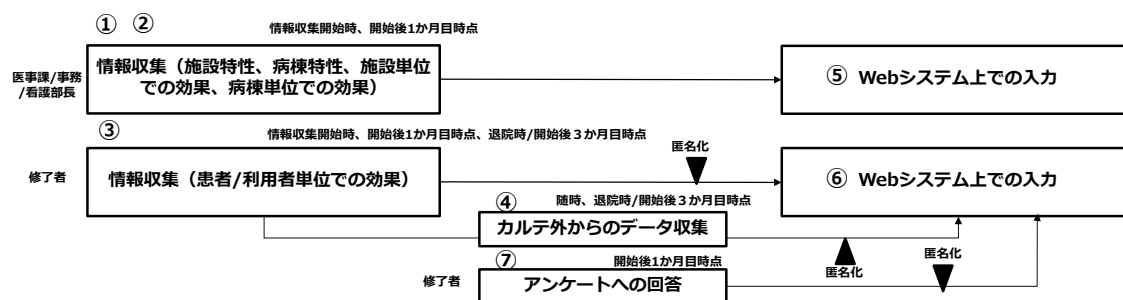 ① ②
情報収集開始時、開始後1か月目時点
医事課/事務
/看護部長
情報収集（施設特性、病棟特性、施設単位
での効果、病棟単位での効果）
⑤ Webシステム上での入力
③
情報収集開始時、開始後1か月目時点、退院時/開始後３か月目時点
匿名化
修了者
情報収集（患者/利用者単位での効果）
⑥ Webシステム上での入力
④
随時、退院時/開始後３か月目時点
カルテ外からのデータ収集
匿名化
⑦
開始後1か月目時点
匿名化
修了者
アンケートへの回答